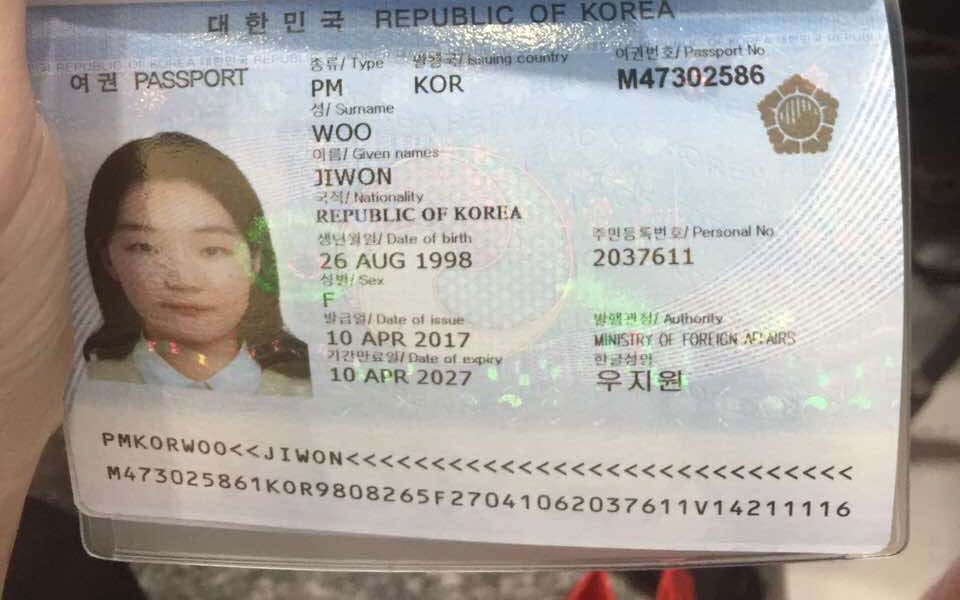 대한민국 REPUBLIC OF KOREA
여권 PASSPORT
종류/ Type 발행국/ Issuing country 여권번호/ Passport No
PM KOR M47302586
성/ Surname
WOO
이름/ Given names
JIWON
국적/ Nationality
REPUBLIC OF KOREA
생년월일/ Date of birth 주민등록번호/ Personal No
26 AUG 1998 2037611
성별/ Sex
F
발급일/ Date of issue 발행관청/ Authority
10 APR 2017 MINISTRY OF FOREIGN AFFAIRS
기간만료일/ Date of expiry 한글성명
10 APR 2027 우지원
PMKORWOO<<JIWON<<<<<<<<<<<<<<<<<<<<<<<<<<<<<
M473025861KOR9808265F27041062037611V14211116